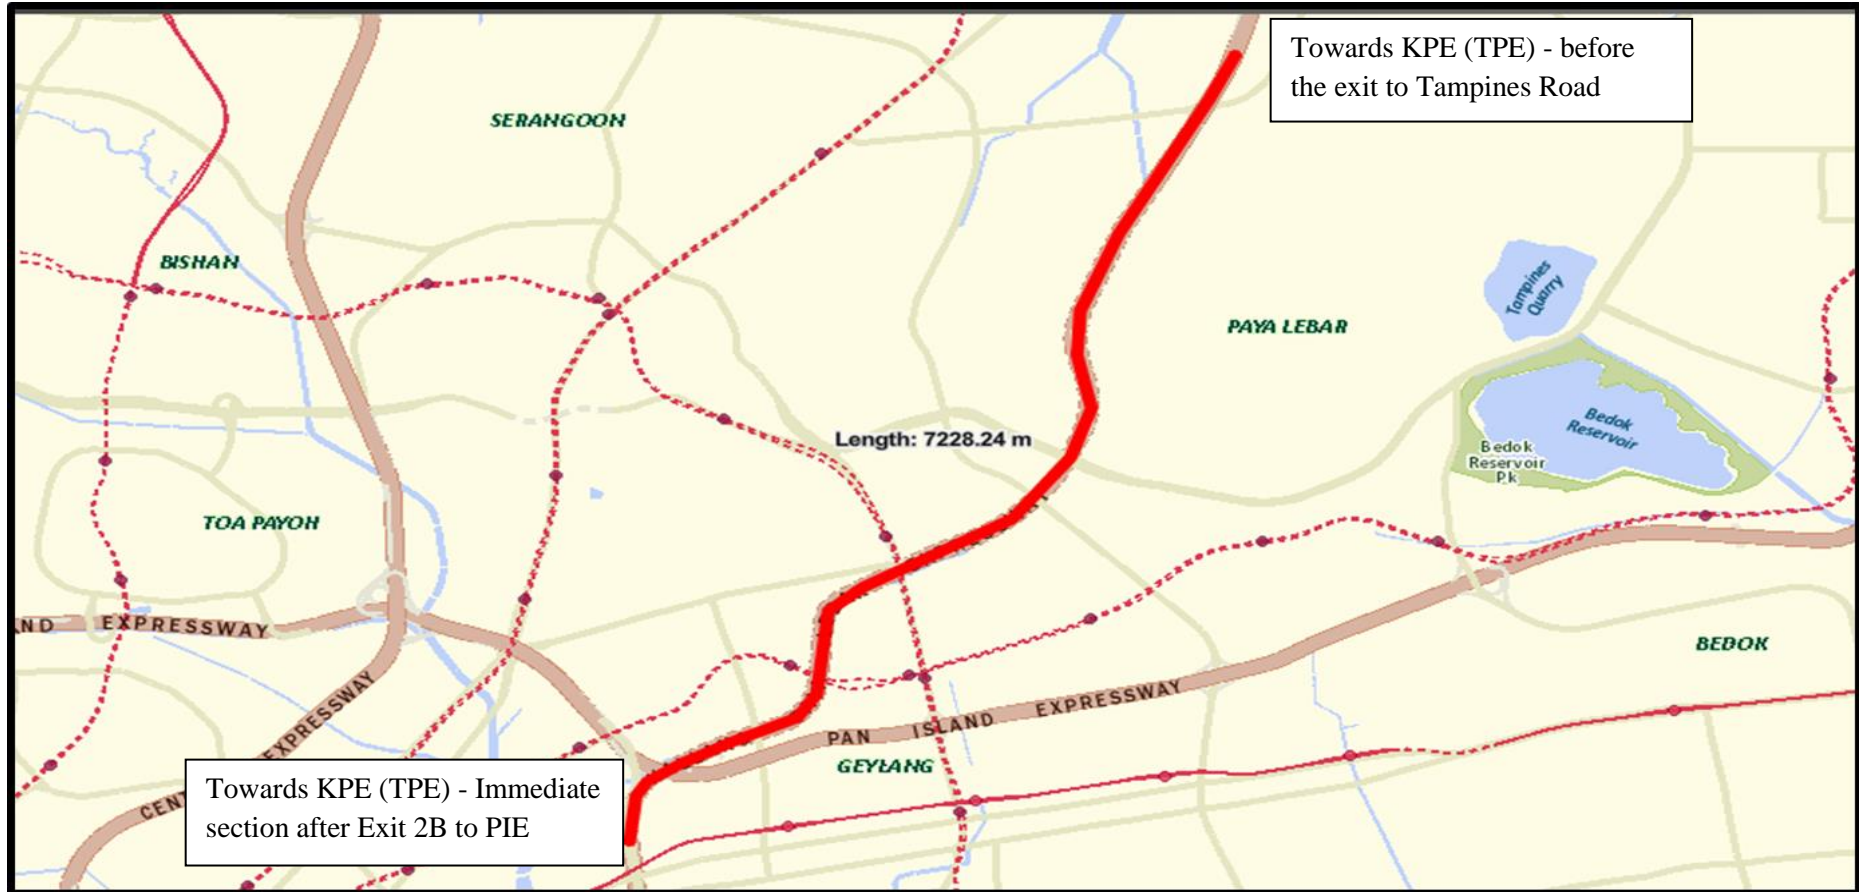 Towards KPE (TPE) - before
the exit to Tampines Road
SERANGOON
BISHAN
Tampines
Quarry
PAYA LEBAR
Length: 7228.24 m
Bedok
Reservoir
Bedok
Reservoir
Pk
TOA PAYOH
ND EXPRESSWAY
BEDOK
EXPRESSWAY
PAN ISLAND EXPRESSWAY
GEYLANG
CENT
Towards KPE (TPE) - Immediate
section after Exit 2B to PIE